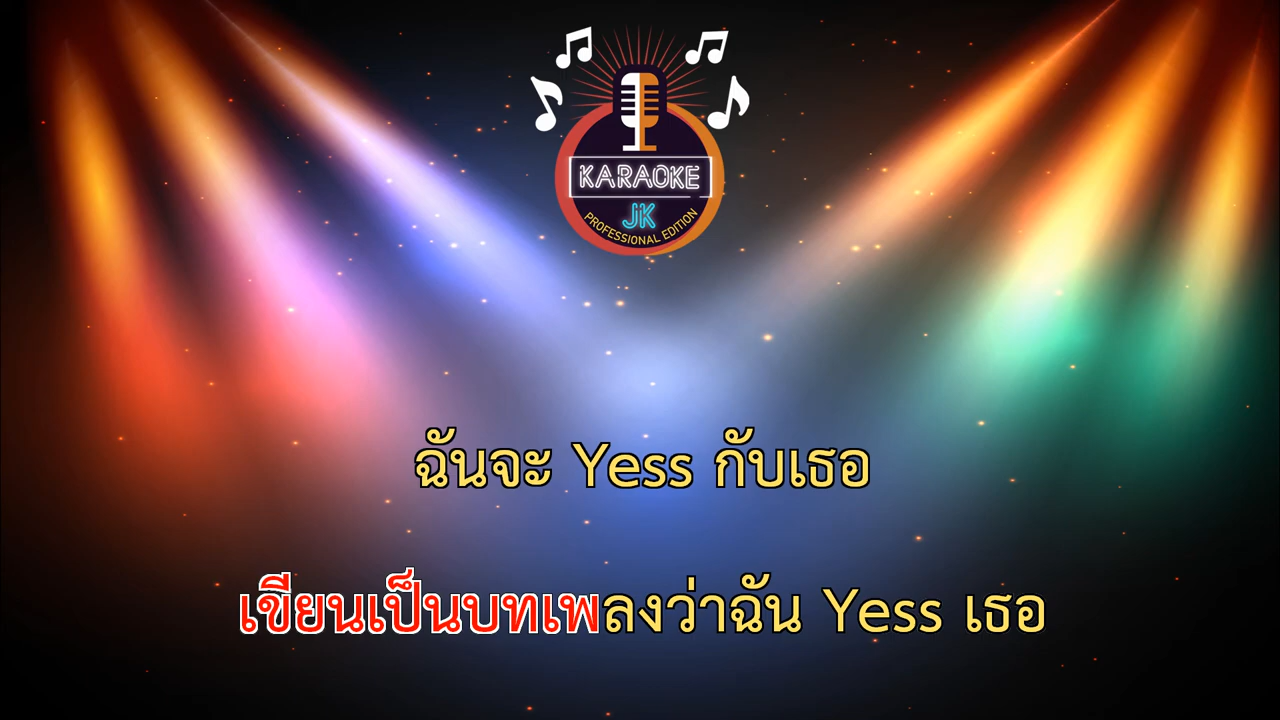 KARAOKE
JK
PROFESSIONAL EDITION
ฉันจะ Yess กับเธอ
เขียนเป็นบทเพลงว่าฉัน Yess เธอ